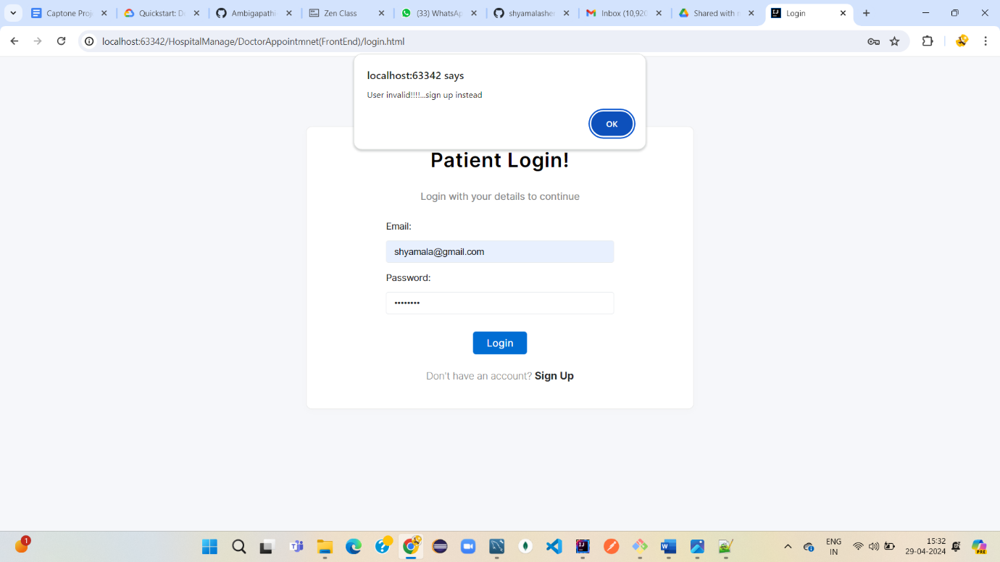 Captone Proj
Quickstart: De
Ambigapathi
Zen Class
(33) WhatsAp
shyamalasher
Inbox (10,920
Shared with m
Login
localhost:63342/HospitalManage/DoctorAppointmnet(FrontEnd)/login.html
localhost:63342 says
User invalid!!!!...sign up instead
OK
Patient Login!
Login with your details to continue
Email:
shyamala@gmail.com
Password:
Login
Don't have an account? Sign Up
1
ENG
IN
15:32
29-04-2024
PRE